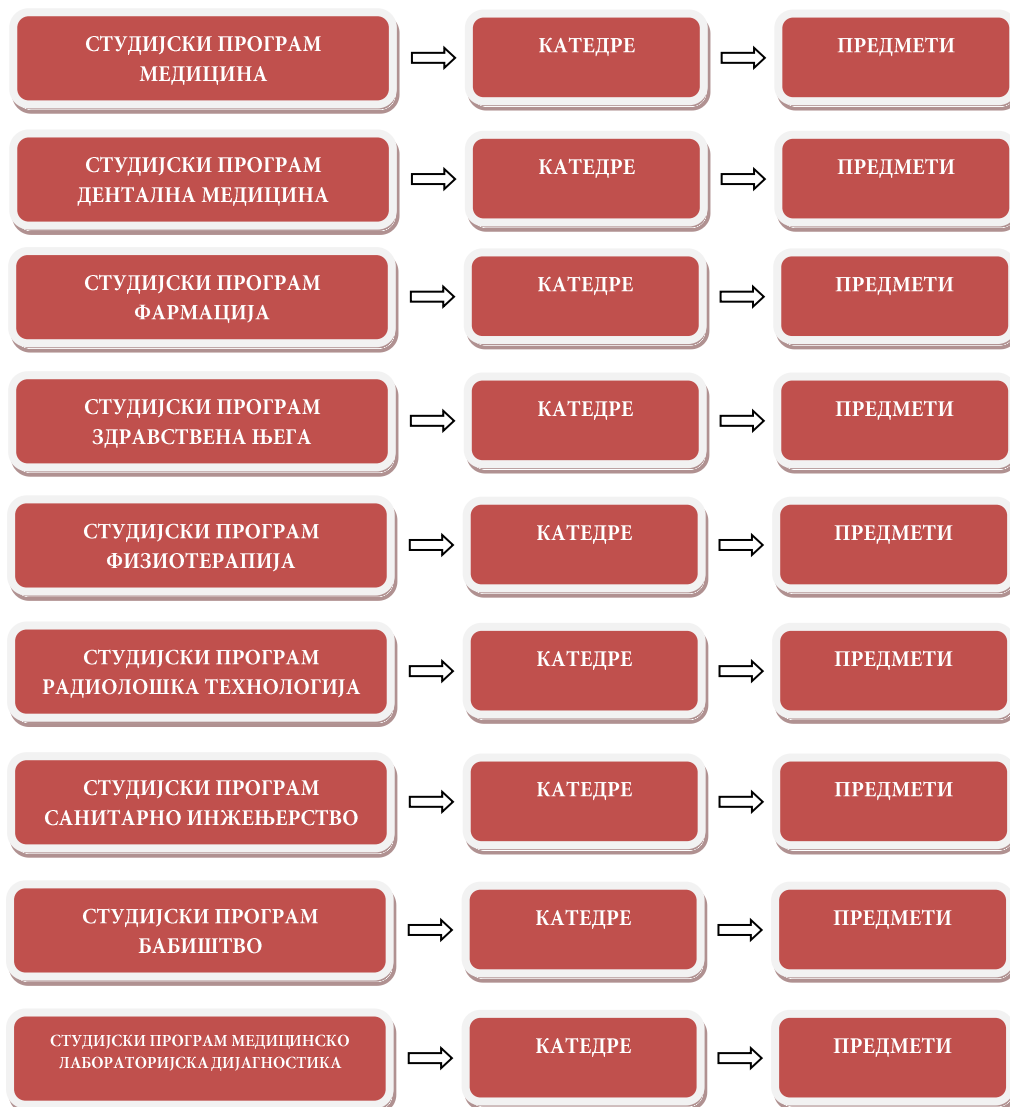 СТУДИЈСКИ ПРОГРАМ
МЕДИЦИНА
КАТЕДРЕ
ПРЕДМЕТИ
СТУДИЈСКИ ПРОГРАМ
ДЕНТАЛНА МЕДИЦИНА
КАТЕДРЕ
ПРЕДМЕТИ
СТУДИЈСКИ ПРОГРАМ
ФАРМАЦИЈА
КАТЕДРЕ
ПРЕДМЕТИ
СТУДИЈСКИ ПРОГРАМ
ЗДРАВСТВЕНА ЊЕГА
КАТЕДРЕ
ПРЕДМЕТИ
СТУДИЈСКИ ПРОГРАМ
ФИЗИОТЕРАПИЈА
КАТЕДРЕ
ПРЕДМЕТИ
СТУДИЈСКИ ПРОГРАМ
РАДИОЛОШКА ТЕХНОЛОГИЈА
КАТЕДРЕ
ПРЕДМЕТИ
СТУДИЈСКИ ПРОГРАМ
САНИТАРНО ИНЖЕЊЕРСТВО
КАТЕДРЕ
ПРЕДМЕТИ
СТУДИЈСКИ ПРОГРАМ
БАБИШТВО
КАТЕДРЕ
ПРЕДМЕТИ
СТУДИЈСКИ ПРОГРАМ МЕДИЦИНСКО
ЛАБОРАТОРИЈСКА ДИЈАГНОСТИКА
КАТЕДРЕ
ПРЕДМЕТИ